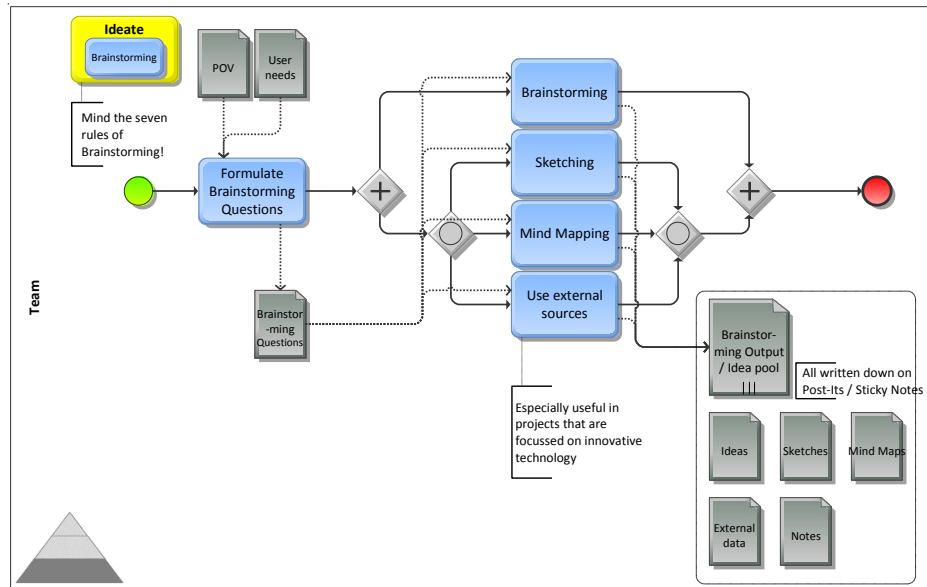 Ideate
Brainstorming
POV
User
needs
Mind the seven
rules of
Brainstorming!
Formulate
Brainstorming
Questions
Brainstorming
Sketching
Mind Mapping
Use external
sources
Team
Brainstor
-ming
Questions
Especially useful in
projects that are
focussed on innovative
technology
Brainstor-
ming Output
/ Idea pool
All written down on
Post-Its / Sticky Notes
Ideas
Sketches
Mind Maps
External
data
Notes